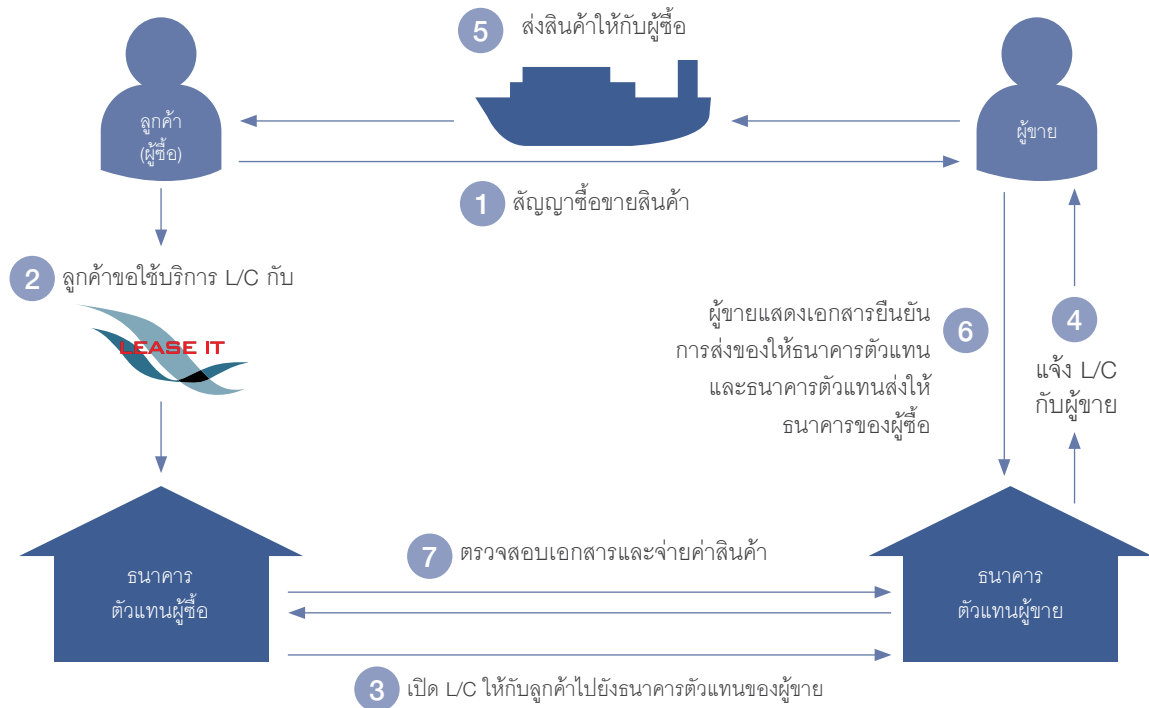 5 ส่งสินค้าให้กับผู้ซื้อ
ลูกค้า
(ผู้ซื้อ)
ผู้ขาย
1 สัญญาซื้อขายสินค้า
2 ลูกค้าขอใช้บริการ L/C กับ
LEASE IT
ผู้ขายแสดงเอกสารยืนยัน
การส่งของให้ธนาคารตัวแทน
และธนาคารตัวแทนส่งให้
ธนาคารของผู้ซื้อ
6
4
แจ้ง L/C
กับผู้ขาย
7 ตรวจสอบเอกสารและจ่ายค่าสินค้า
ธนาคาร
ตัวแทนผู้ซื้อ
ธนาคาร
ตัวแทนผู้ขาย
3 เปิด L/C ให้กับลูกค้าไปยังธนาคารตัวแทนของผู้ขาย